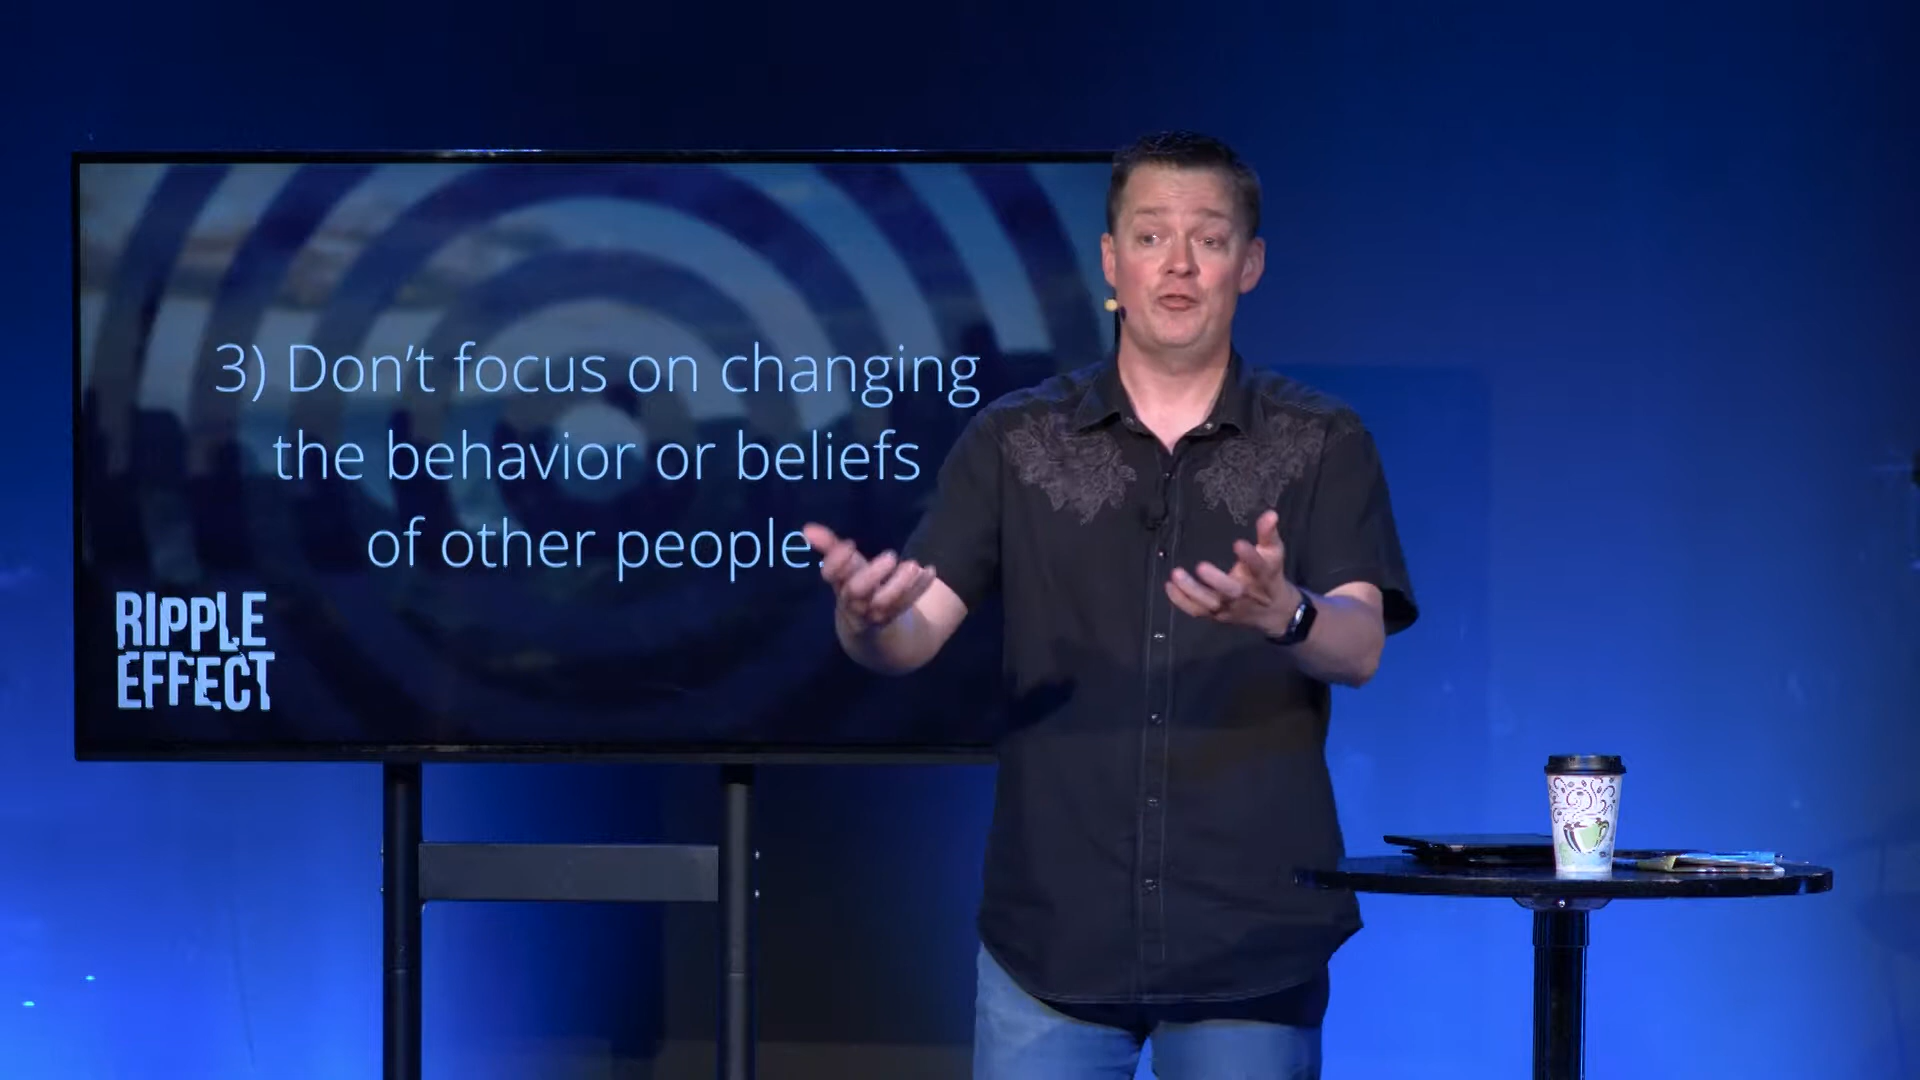 3) Don’t focus on changing
the behavior or beliefs
of other people.
RIPPLE
EFFECT